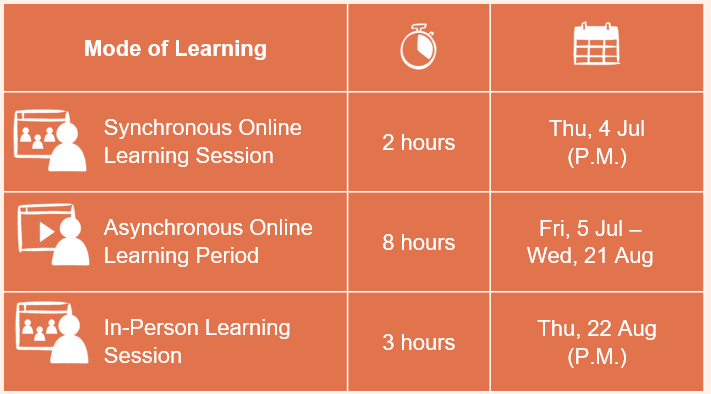 Mode of Learning
Synchronous Online
Learning Session
2 hours
Thu, 4 Jul
(P.M.)
Asynchronous Online
Learning Period
8 hours
Fri, 5 Jul –
Wed, 21 Aug
In-Person Learning
Session
3 hours
Thu, 22 Aug
(P.M.)